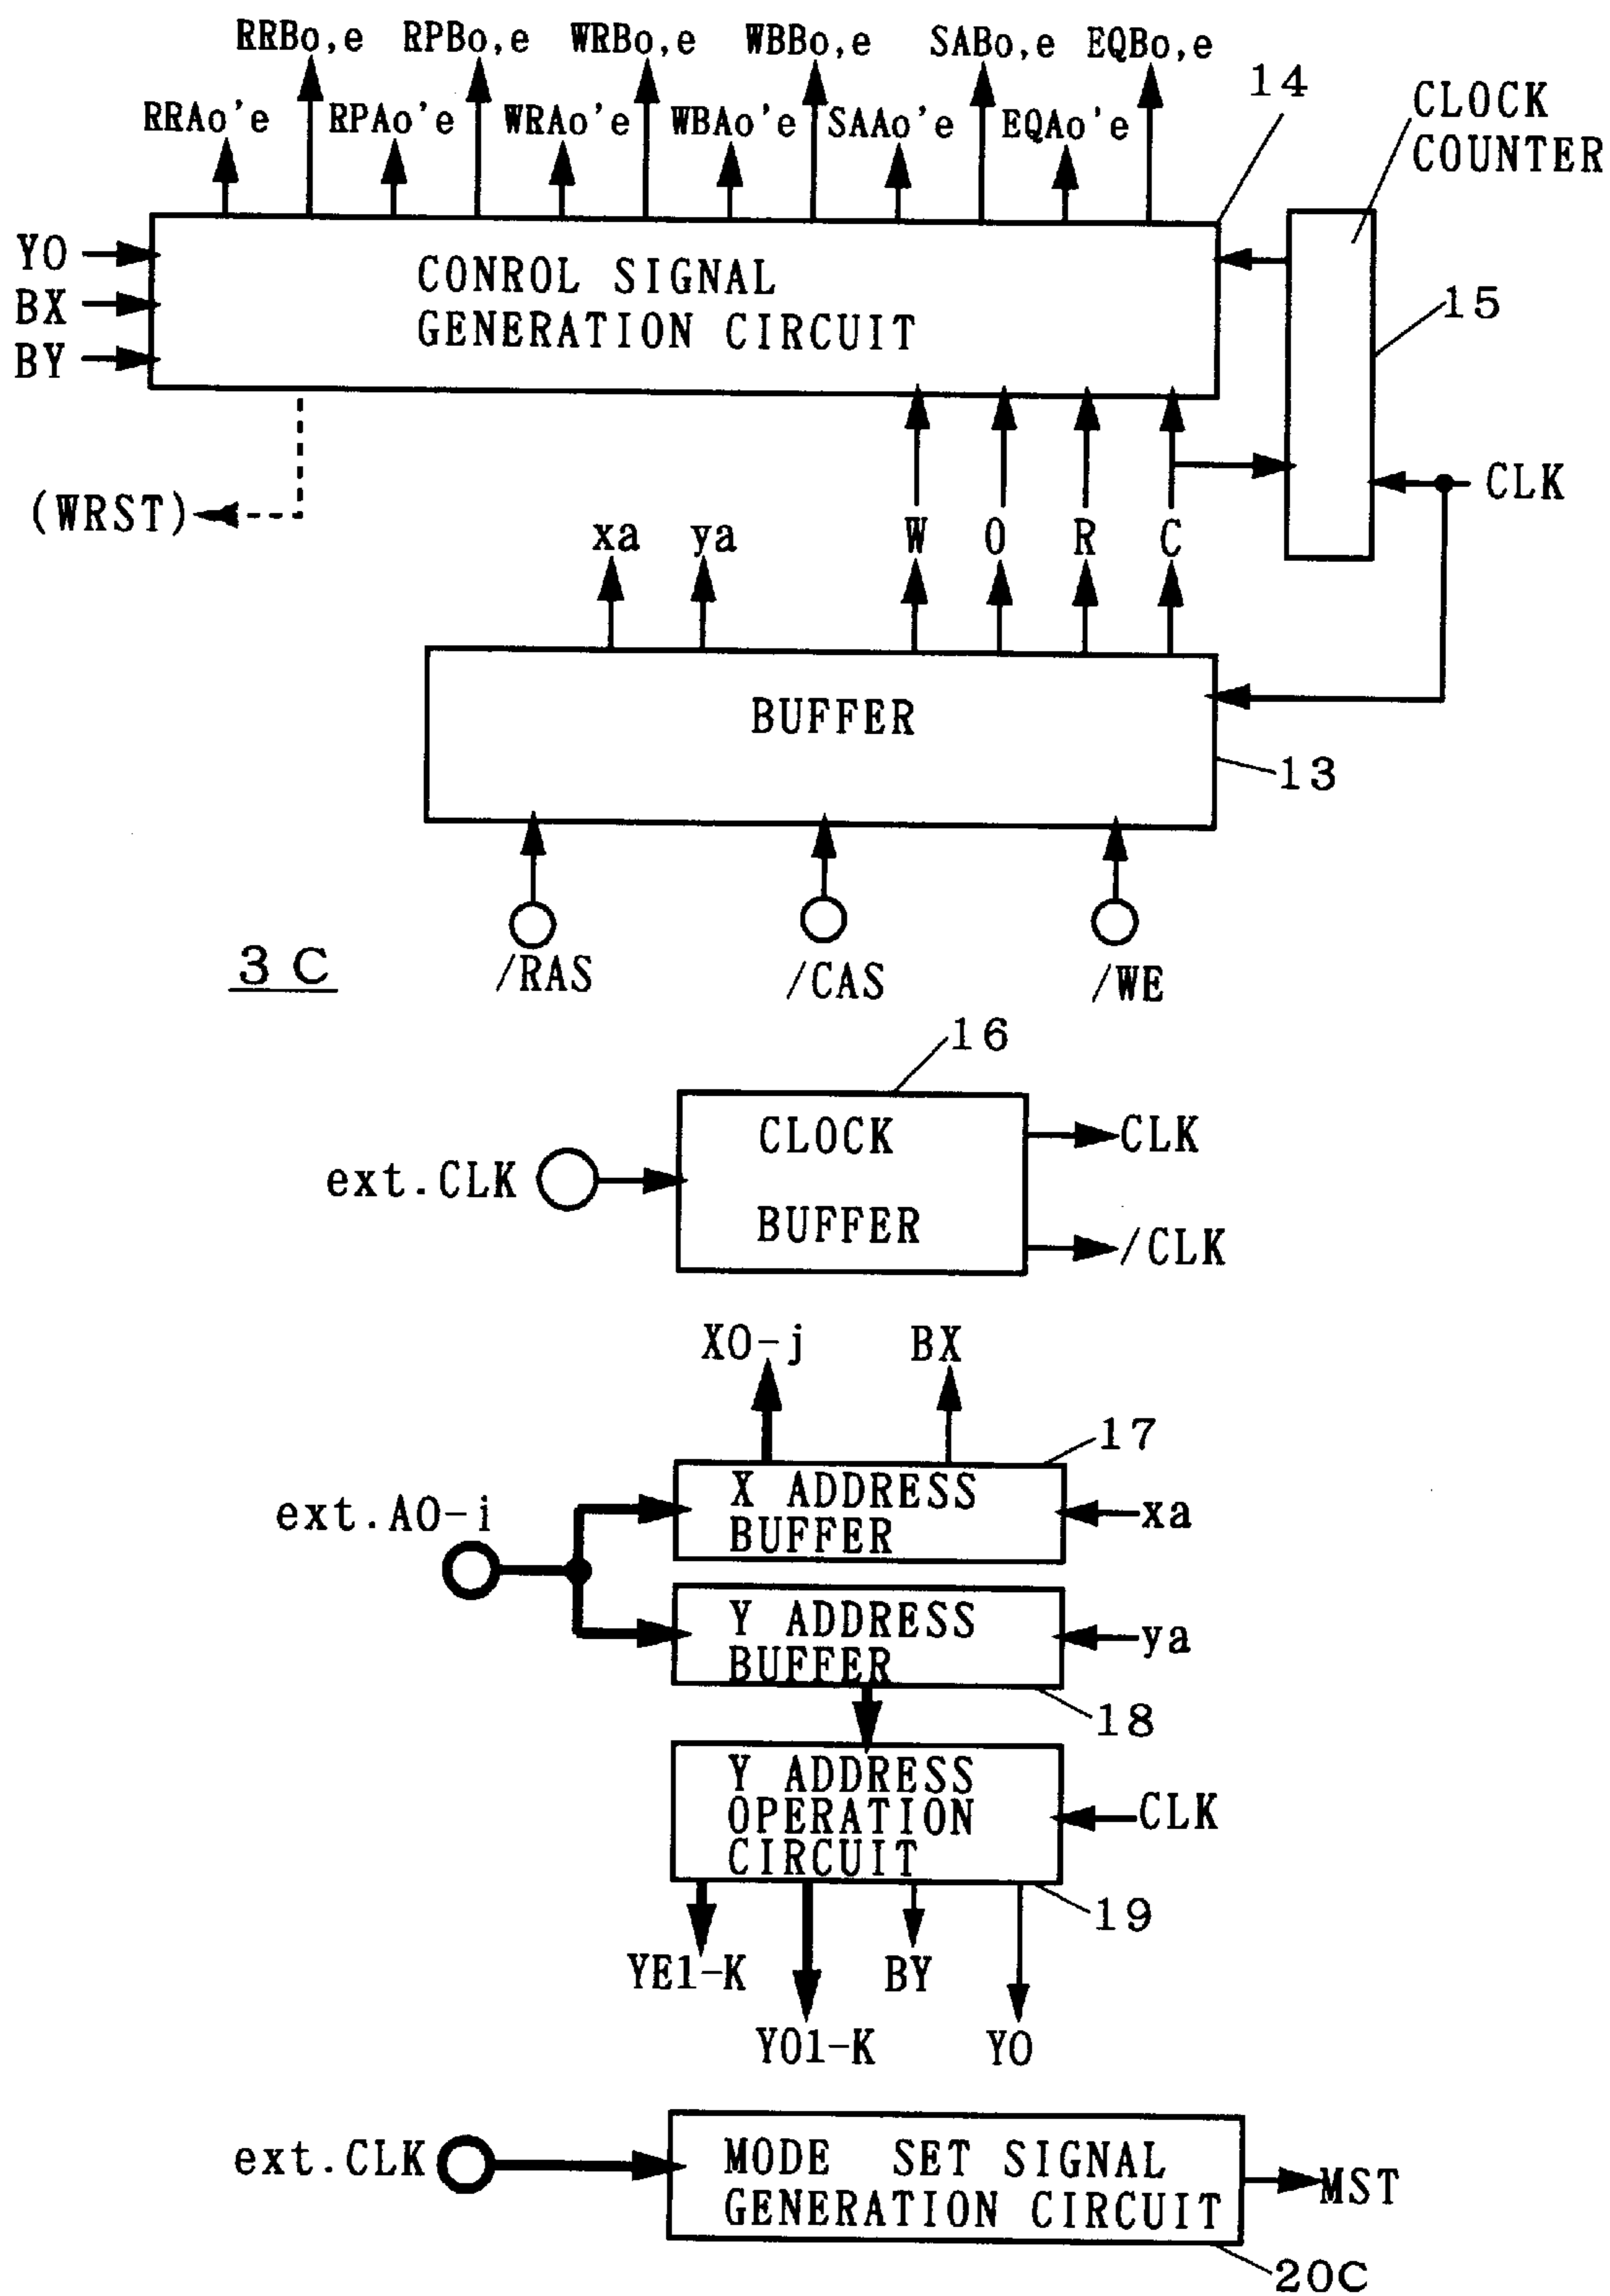 RRBo,e RPBo,e WRBo,e WBBo,e SABo,e EQBo,e
RRAo'e RPAo'e WRAo'e WBAo'e SAAo'e EQAo'e
14
CLOCK
COUNTER
YO
BX
BY
CONROL SIGNAL
GENERATION CIRCUIT
15
(WRST)
CLK
xa ya W O R C
BUFFER
13
3C
/RAS /CAS /WE
16
ext.CLK
CLOCK
BUFFER
CLK
/CLK
XO-j BX
17
ext.AO-i
X ADDRESS
BUFFER
xa
Y ADDRESS
BUFFER
ya
18
Y ADDRESS
OPERATION
CIRCUIT
CLK
19
YE1-K BY
YO1-K YO
ext.CLK
MODE SET SIGNAL
GENERATION CIRCUIT
MST
20C